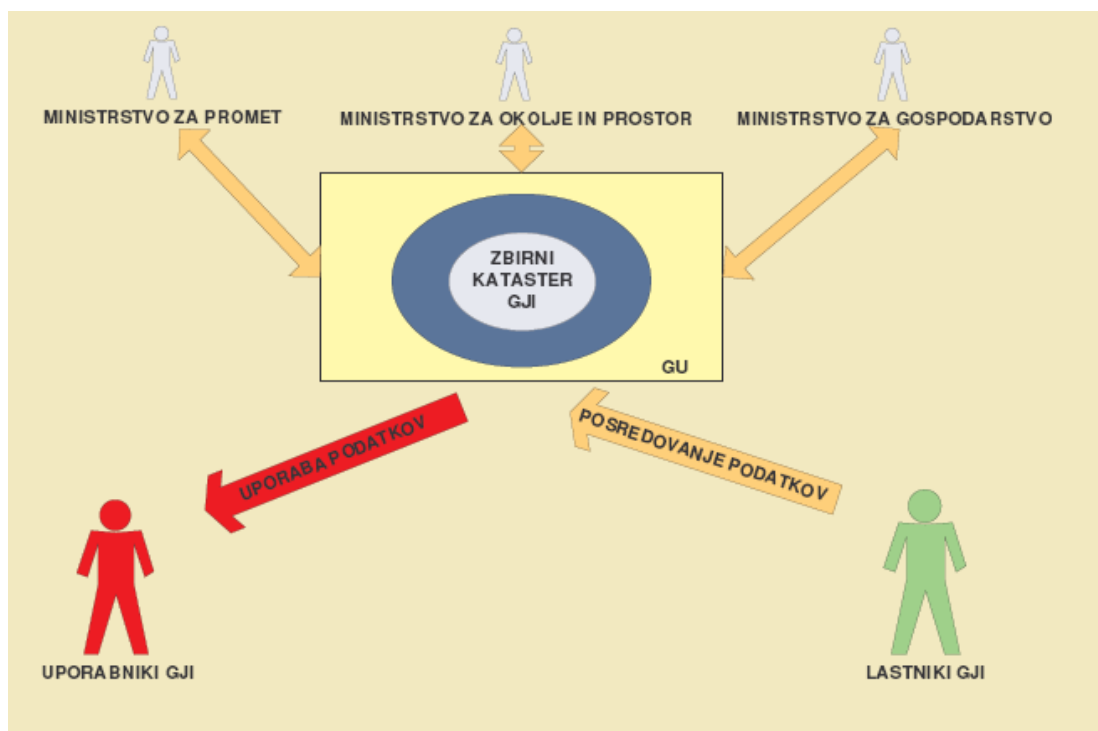 MINISTRSTVO ZA PROMET
MINISTRSTVO ZA OKOLJE IN PROSTOR
MINISTRSTVO ZA GOSPODARSTVO
ZBIRNI
KATASTER
GJI
GU
UPORABA PODATKOV
POSREDOVANJE PODATKOV
UPORABNIKI GJI
LASTNIKI GJI